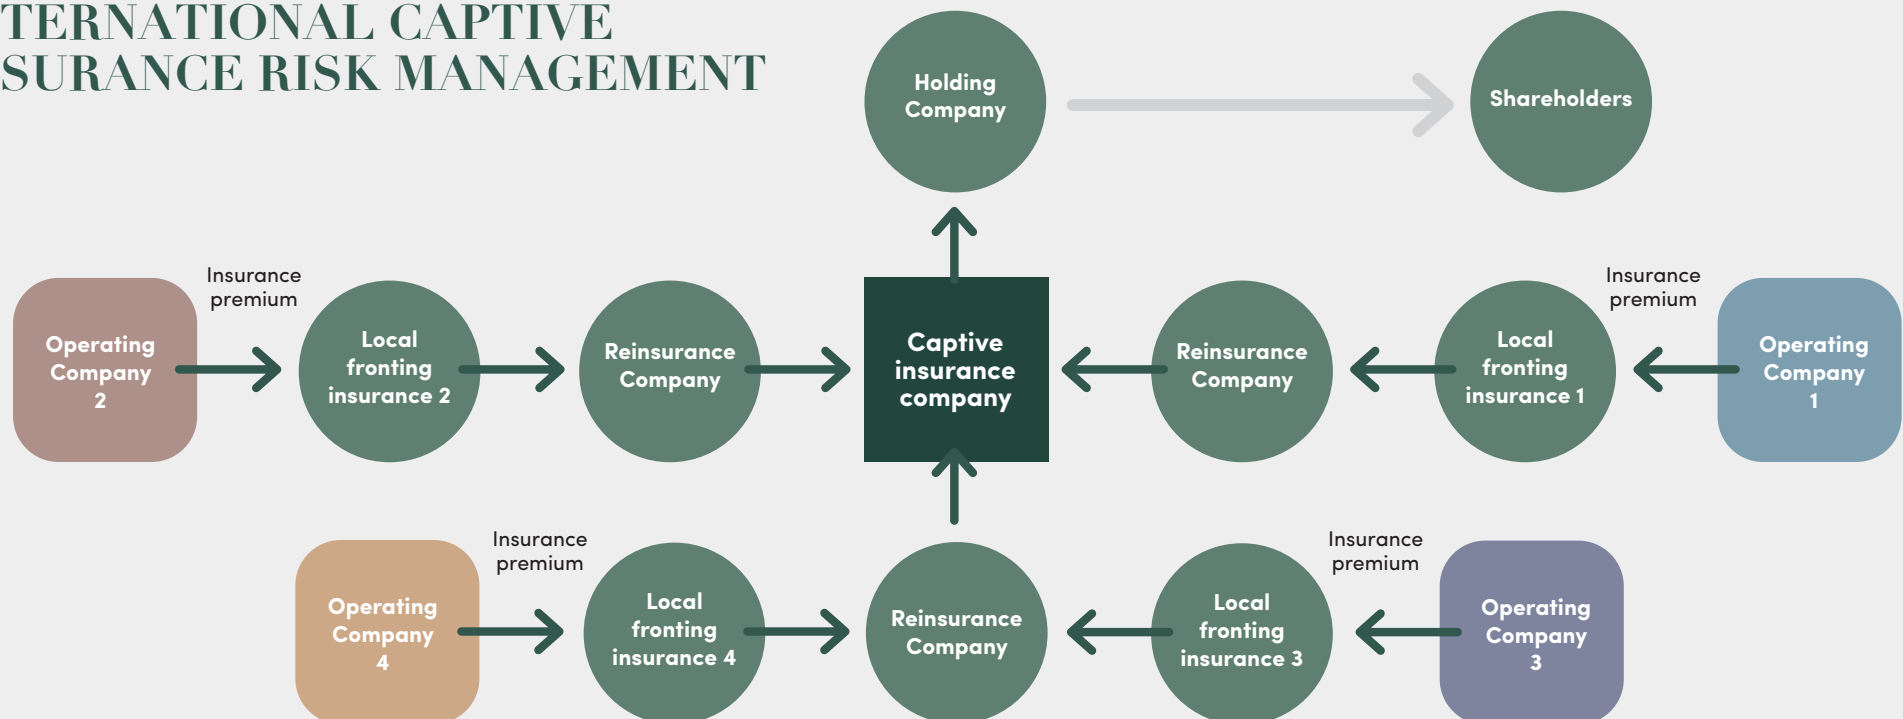 TERNATIONAL CAPTIVE
SURANCE RISK MANAGEMENT
Holding
Company
Shareholders
Operating
Company
2
Insurance
premium
Local
fronting
insurance 2
Reinsurance
Company
Captive
insurance
company
Reinsurance
Company
Local
fronting
insurance 1
Insurance
premium
Operating
Company
1
Operating
Company
4
Insurance
premium
Local
fronting
insurance 4
Reinsurance
Company
Local
fronting
insurance 3
Insurance
premium
Operating
Company
3